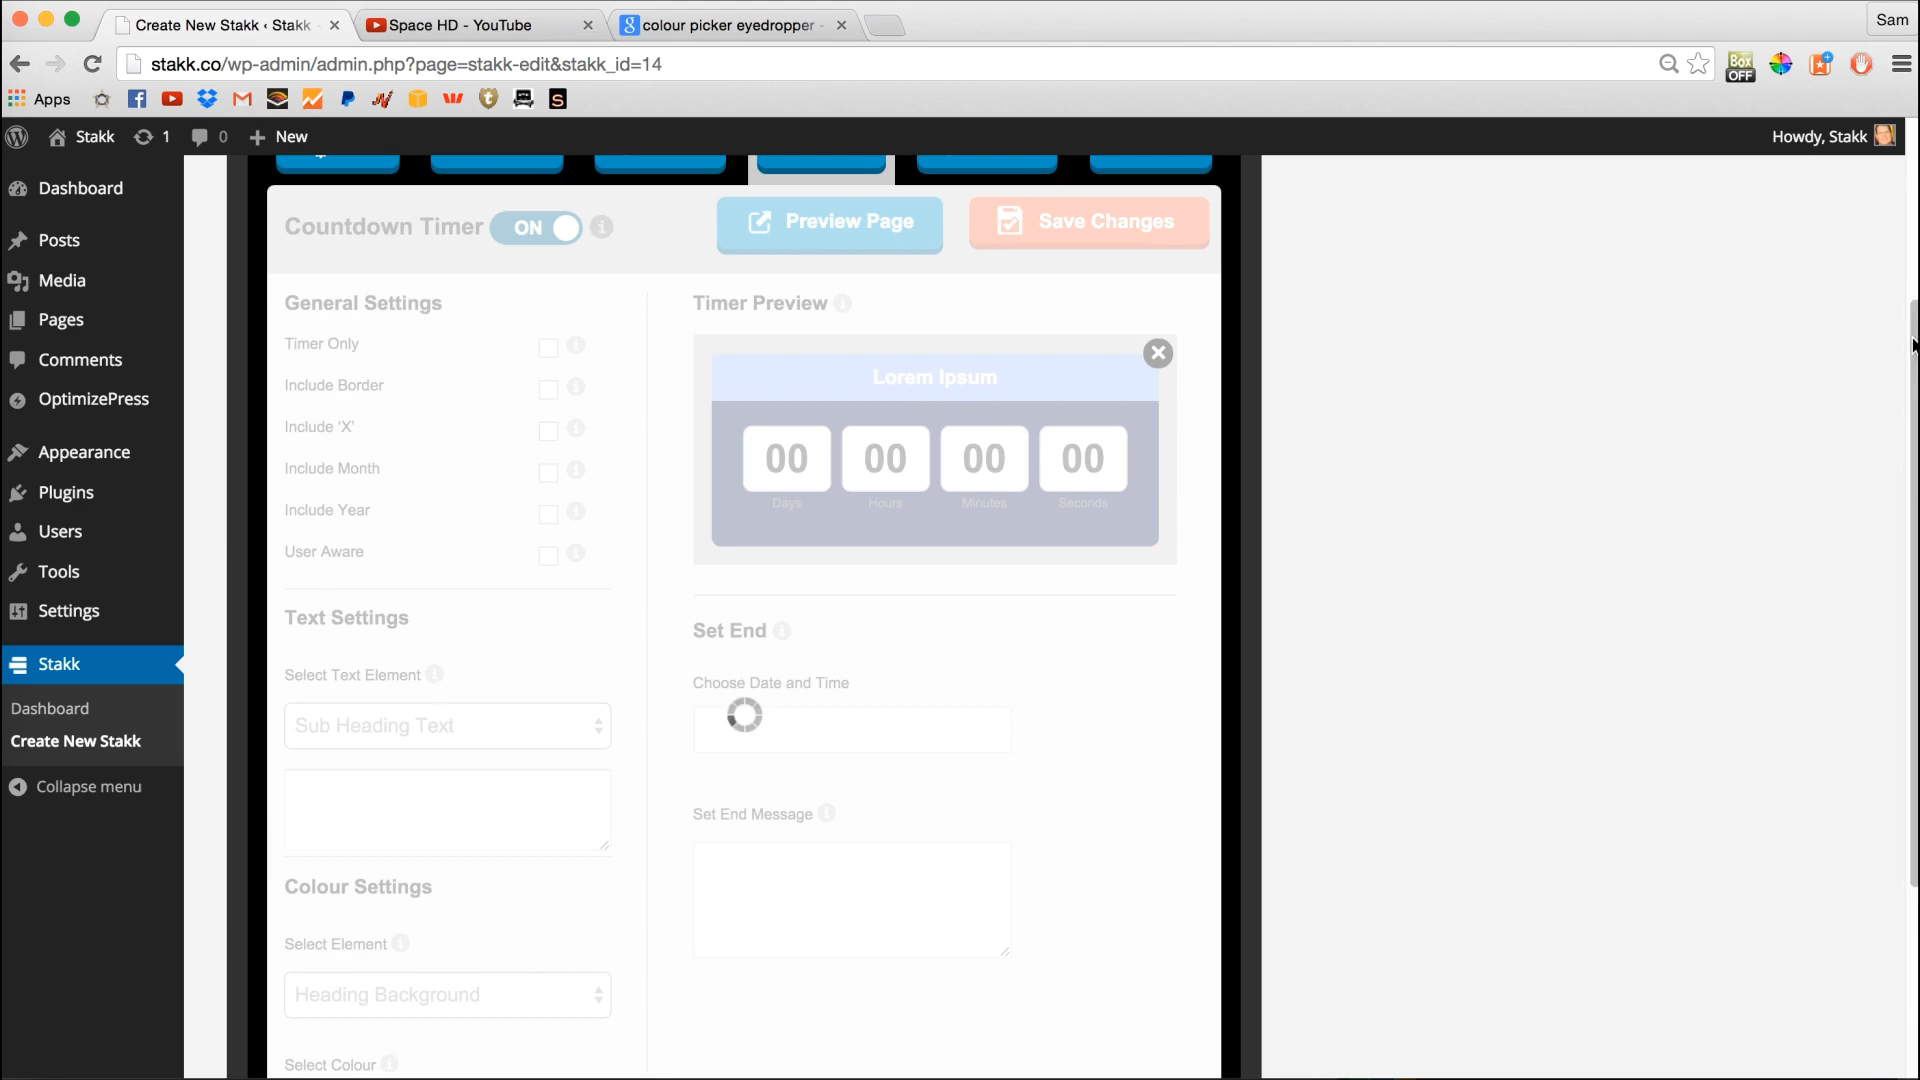 Create New Stakk ‹ Stakk
Space HD - YouTube
colour picker eyedropper -
Sam
stakk.co/wp-admin/admin.php?page=stakk-edit&stakk_id=14
Box
OFF
Apps
Stakk
1
0
New
Howdy, Stakk
Dashboard
Posts
Media
Pages
Comments
OptimizePress
Appearance
Plugins
Users
Tools
Settings
Stakk
Dashboard
Create New Stakk
Collapse menu
Countdown Timer
ON
Preview Page
Save Changes
General Settings
Timer Only
Include Border
Include ‘X’
Include Month
Include Year
User Aware
Text Settings
Select Text Element
Sub Heading Text
Colour Settings
Select Element
Heading Background
Select Colour
Timer Preview
Lorem Ipsum
00 00 00 00
Days Hours Minutes Seconds
Set End
Choose Date and Time
Set End Message